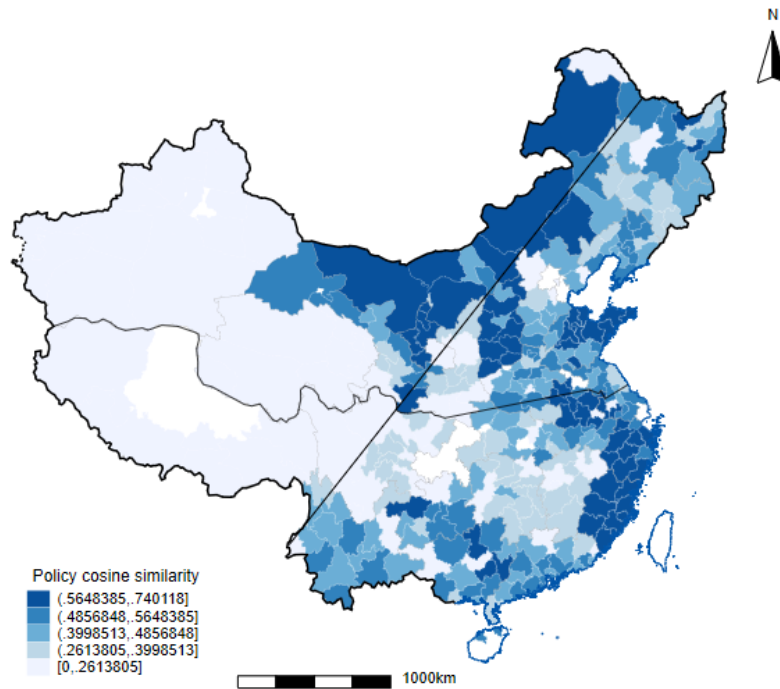 N
Policy cosine similarity
(.5648385,.740118]
(.4856848,.5648385]
(.3998513,.4856848]
(.2613805,.3998513]
[0,.2613805]
1000km